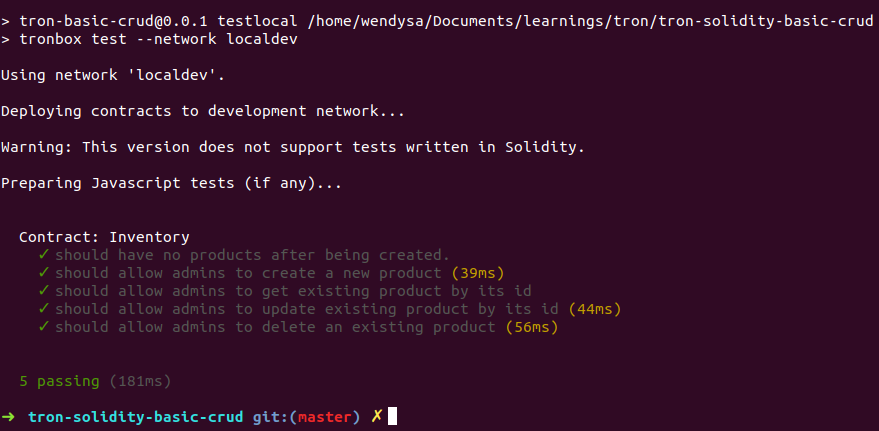 > tron-basic-crud@0.0.1 testlocal /home/wendysa/Documents/learnings/tron/tron-solidity-basic-crud
> tronbox test --network localdev
Using network 'localdev'.
Deploying contracts to development network...
Warning: This version does not support tests written in Solidity.
Preparing Javascript tests (if any)...
Contract: Inventory
✓ should have no products after being created.
✓ should allow admins to create a new product (39ms)
✓ should allow admins to get existing product by its id
✓ should allow admins to update existing product by its id (44ms)
✓ should allow admins to delete an existing product (56ms)
5 passing (181ms)
➜ tron-solidity-basic-crud git:(master) ✗